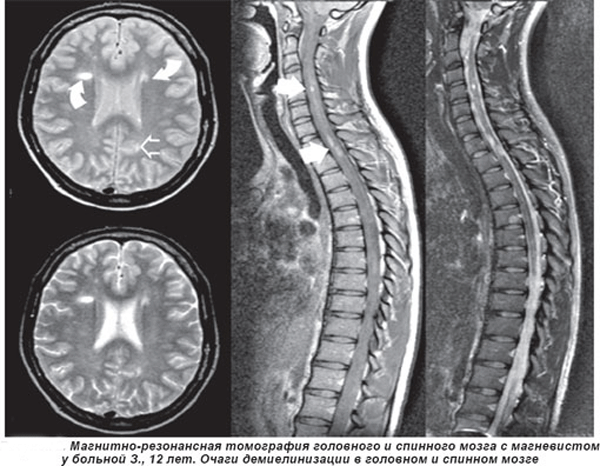 . Магнитно-резонансная томография головного и спинного мозга с магневистом
у больной З., 12 лет. Очаги демиелинизации в головном и спинном мозге